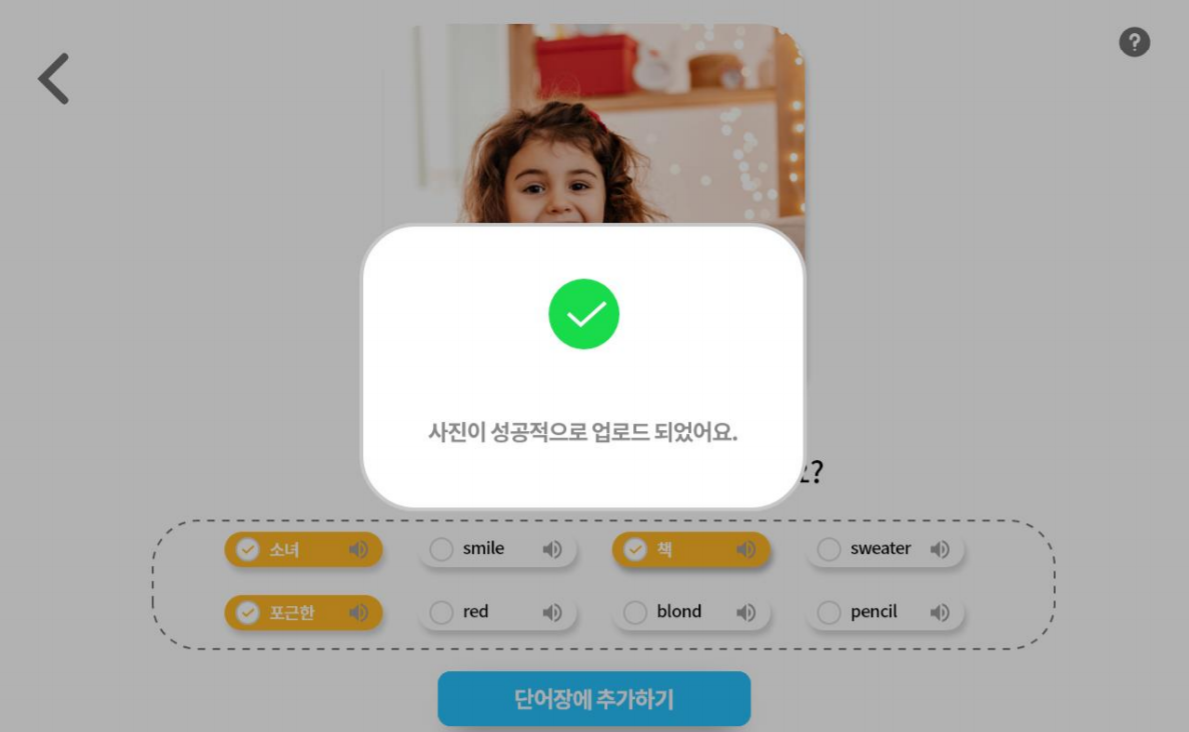 사진이 성공적으로 업로드 되었어요.
?
소녀 smile 책 sweater
포근한 red blond pencil
단어장에 추가하기